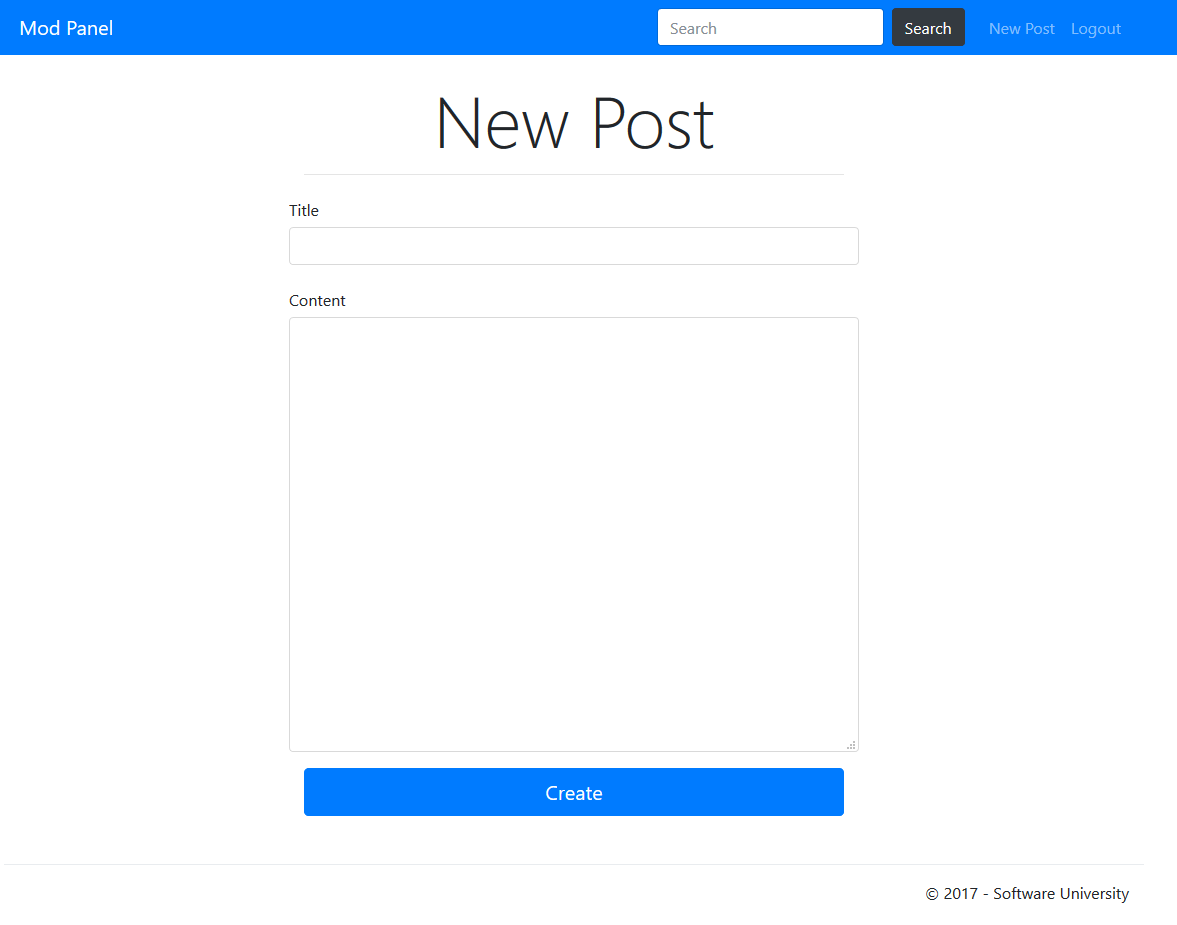 Mod Panel
Search
Search
New Post
Logout
New Post
Title
Content
Create
© 2017 - Software University